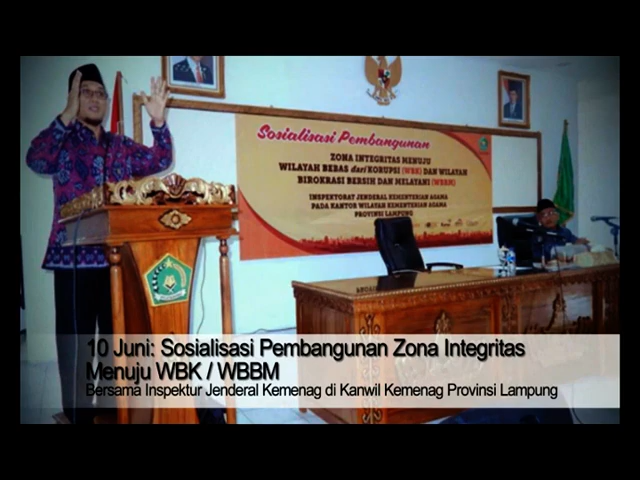 Sosialisasi Pembangunan
ZONA INTEGRITAS MENUJU
WILAYAH BEBAS dari KORUPSI (WBK) DAN WILAYAH
BIROKRASI BERSIH DAN MELAYANI (WBBM)
INSPEKTORAT JENDERAL KEMENTERIAN AGAMA
PADA KANTOR WILAYAH KEMENTERIAN AGAMA
PROVINSI LAMPUNG
10 Juni: Sosialisasi Pembangunan Zona Integritas
Menuju WBK / WBBM
Bersama Inspektur Jenderal Kemenag di Kanwil Kemenag Provinsi Lampung